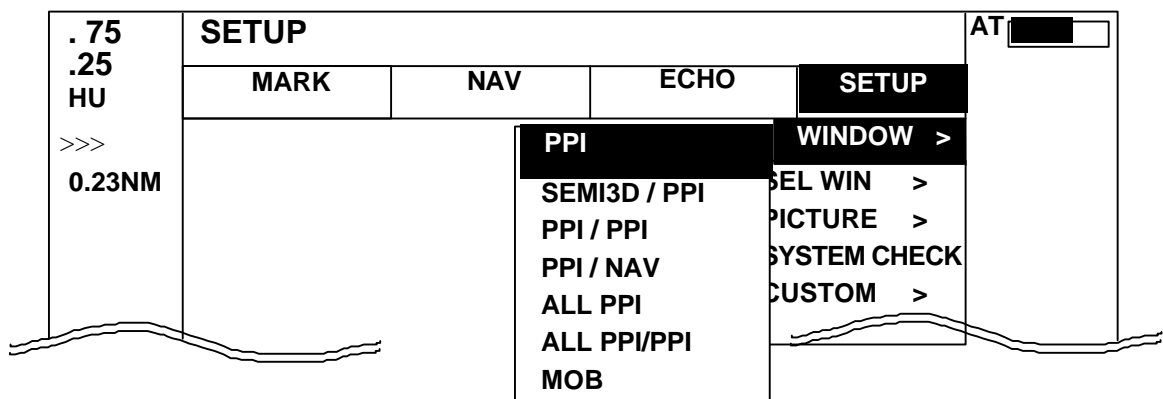 . 75
.25
HU
>>>
0.23NM
SETUP
AT
MARK NAV ECHO SETUP
WINDOW >
SEL WIN >
PICTURE >
SYSTEM CHECK
CUSTOM >
PPI
SEMI3D / PPI
PPI / PPI
PPI / NAV
ALL PPI
ALL PPI/PPI
MOB